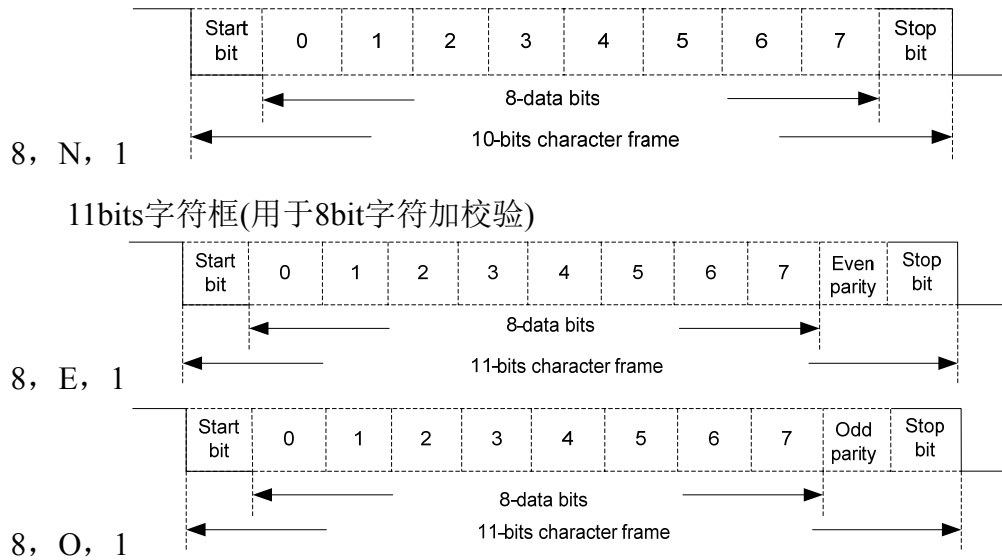 Start bit 0 1 2 3 4 5 6 7 Stop bit
8-data bits
10-bits character frame
8，N，1
11bits字符框(用于8bit字符加校验)
Start bit 0 1 2 3 4 5 6 7 Even parity Stop bit
8-data bits
11-bits character frame
8，E，1
Start bit 0 1 2 3 4 5 6 7 Odd parity Stop bit
8-data bits
11-bits character frame
8，O，1